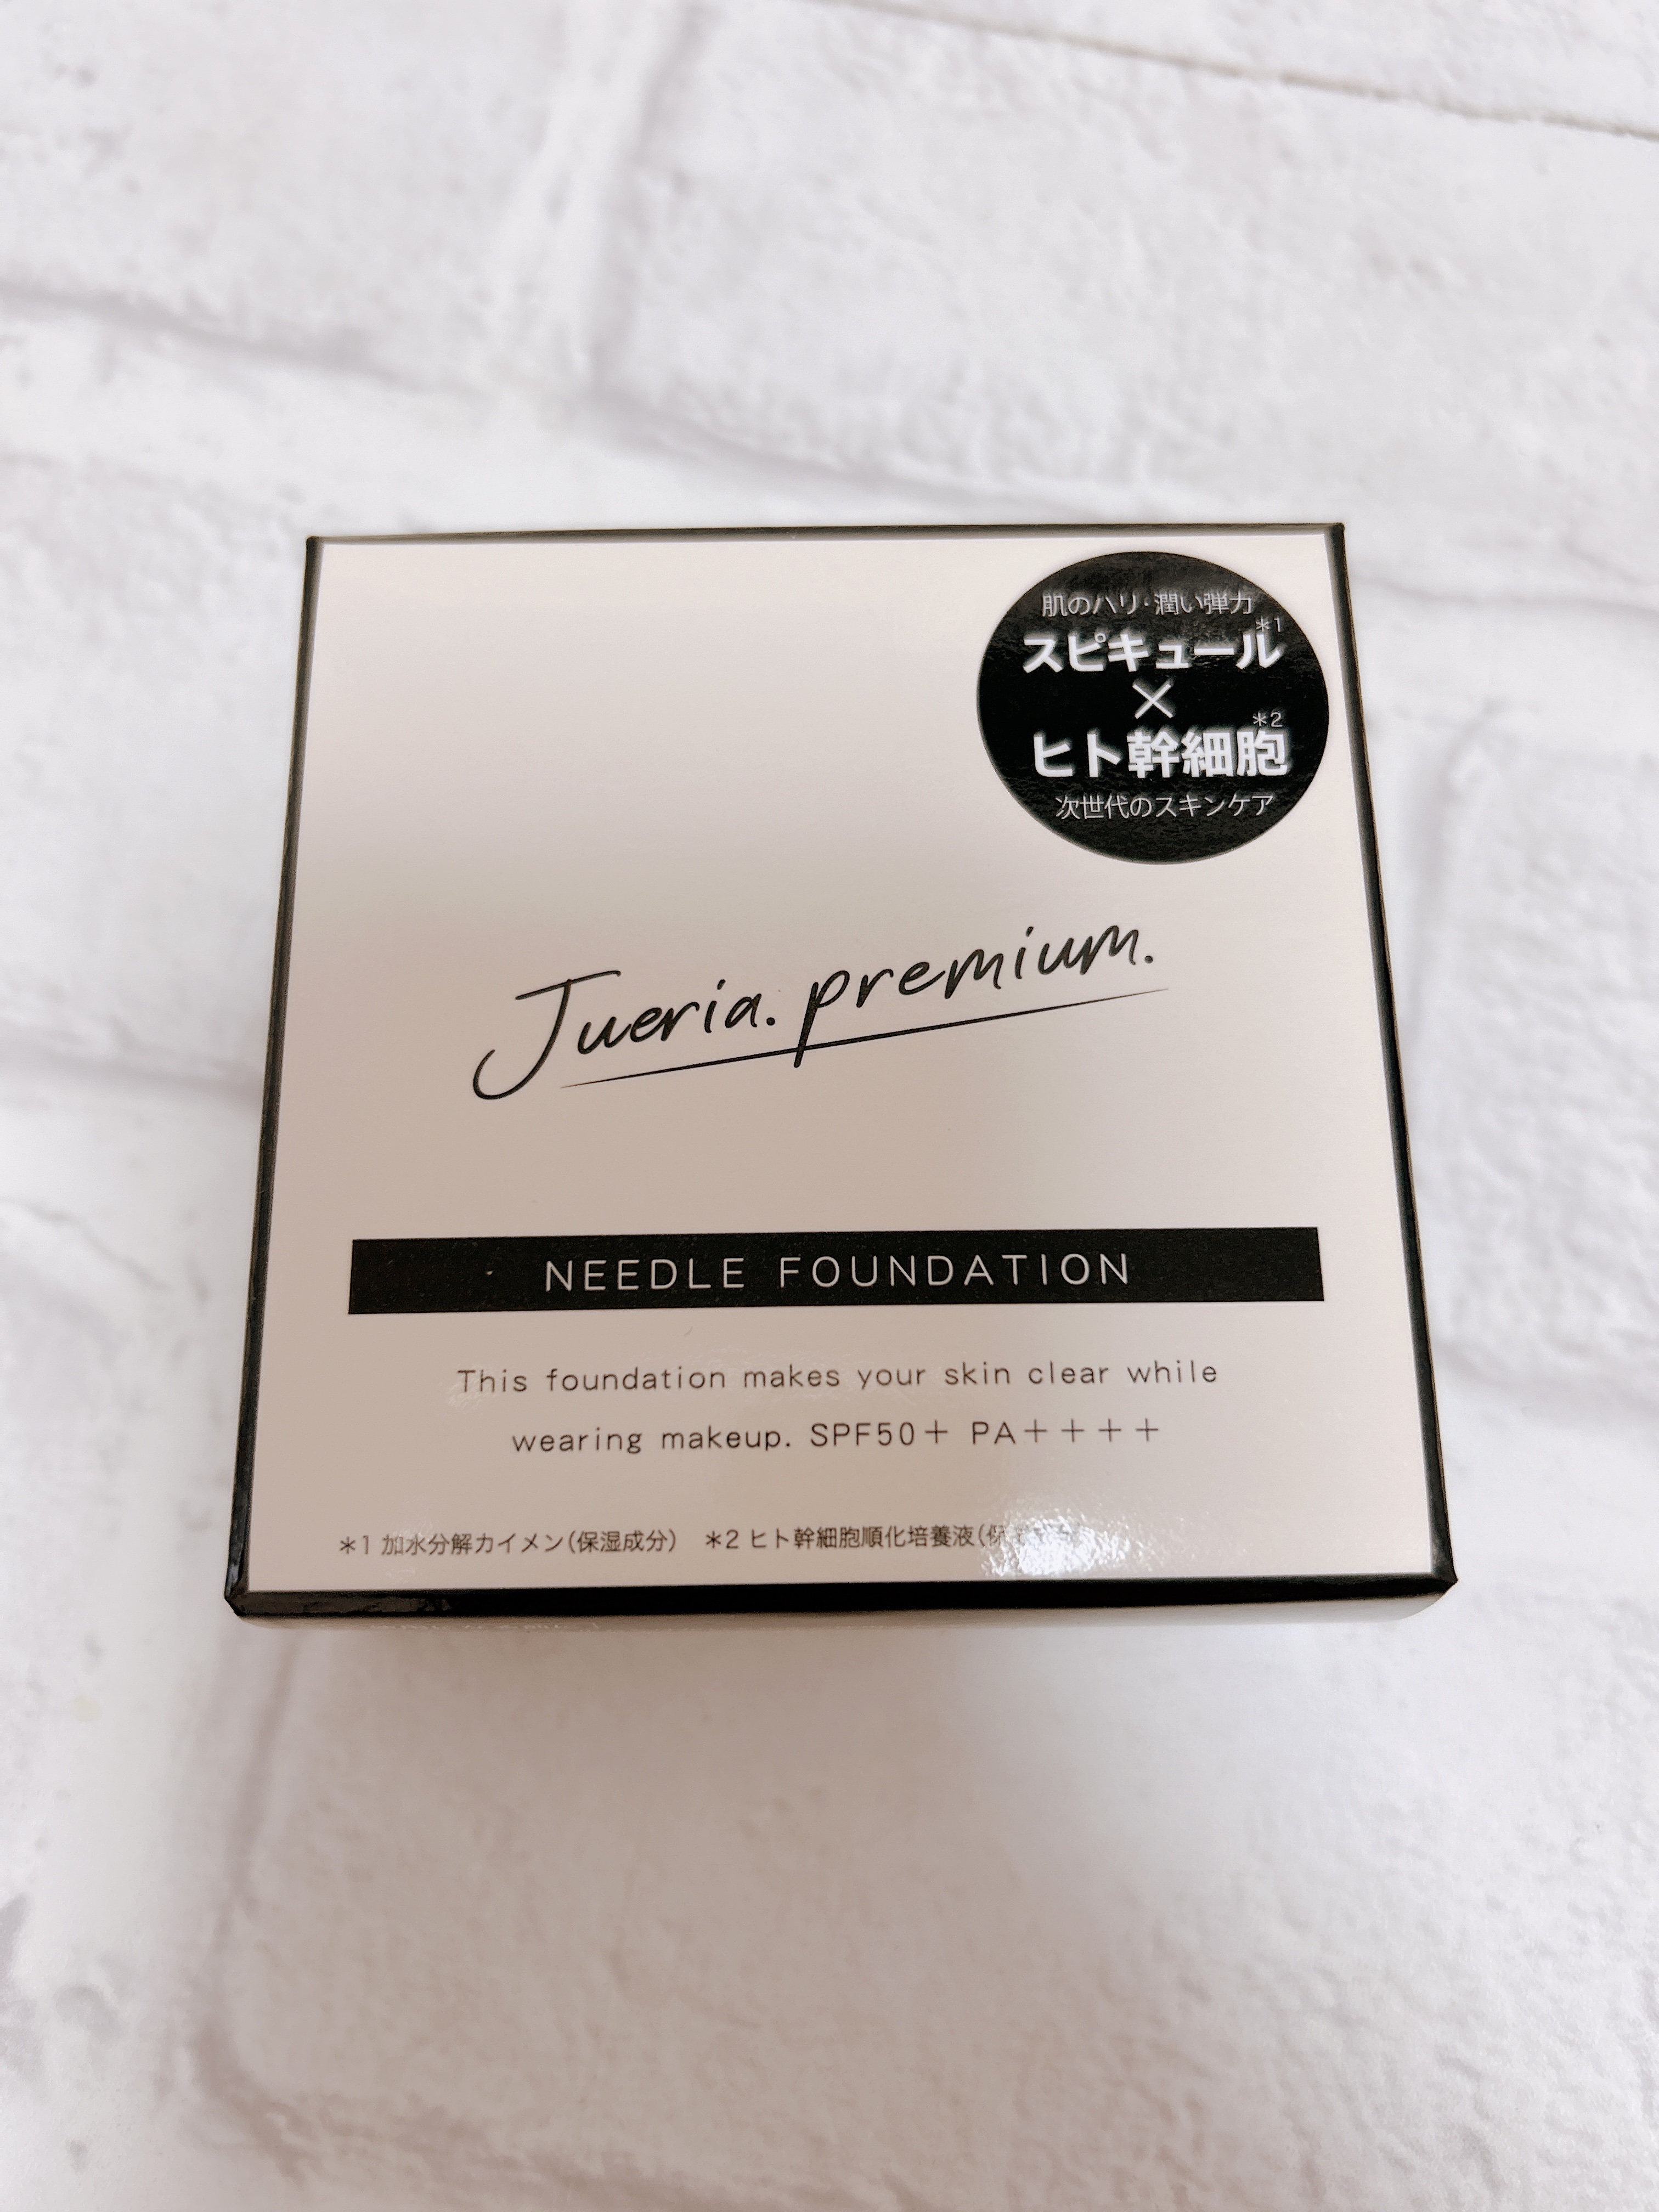 肌のハリ・潤い弾力
スピキュール*1
×
ヒト幹細胞*2
次世代のスキンケア
Jueria. premium.
NEEDLE FOUNDATION
This foundation makes your skin clear while
wearing makeup. SPF50+ PA++++
*1 加水分解カイメン(保湿成分) *2 ヒト幹細胞順化培養液(保